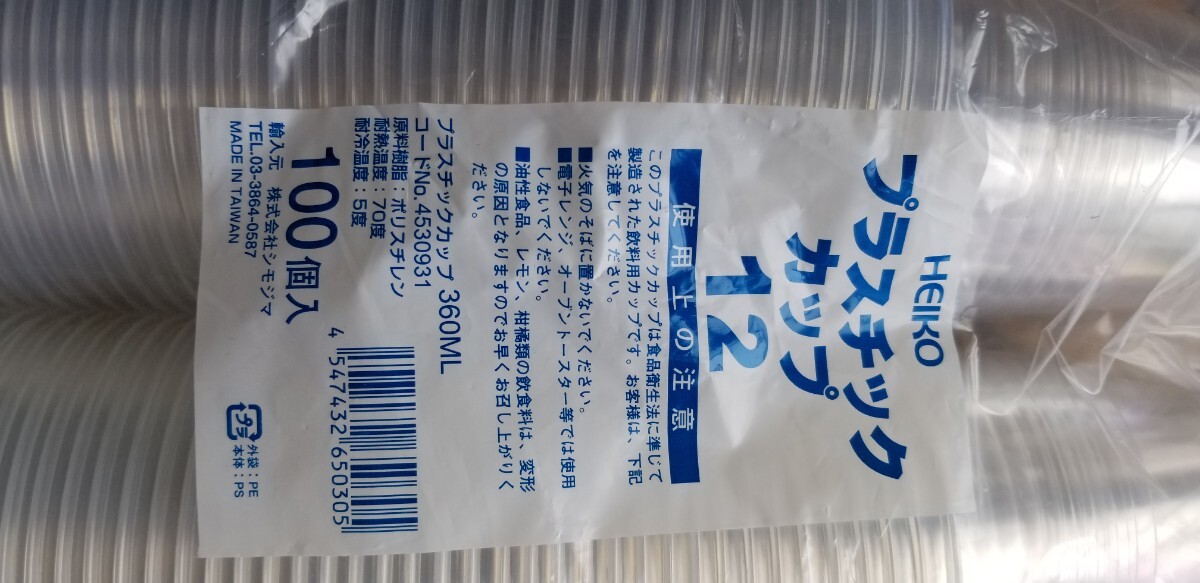 HEIKO
プラスチック
カップ
12
使用上の注意
このプラスチックカップは食品衛生法に準じて
製造された飲料用カップです。お客様は、下記
を注意してください。
■火気のそばに置かないでください。
■電子レンジ、オーブントースター等では使用
しないでください。
■油性食品、レモン、柑橘類の飲食料は、変形
の原因となりますのでお早くお召し上がりく
ださい。
プラスチックカップ 360ML
コードNo.4530931
原料樹脂：ポリスチレン
耐熱温度：70度
耐冷温度：5度
100個入
輸入元 株式会社シモジマ
TEL.03-3864-0587
MADE IN TAIWAN
4 547432 650305
プラ
外袋：PE
本体：PS